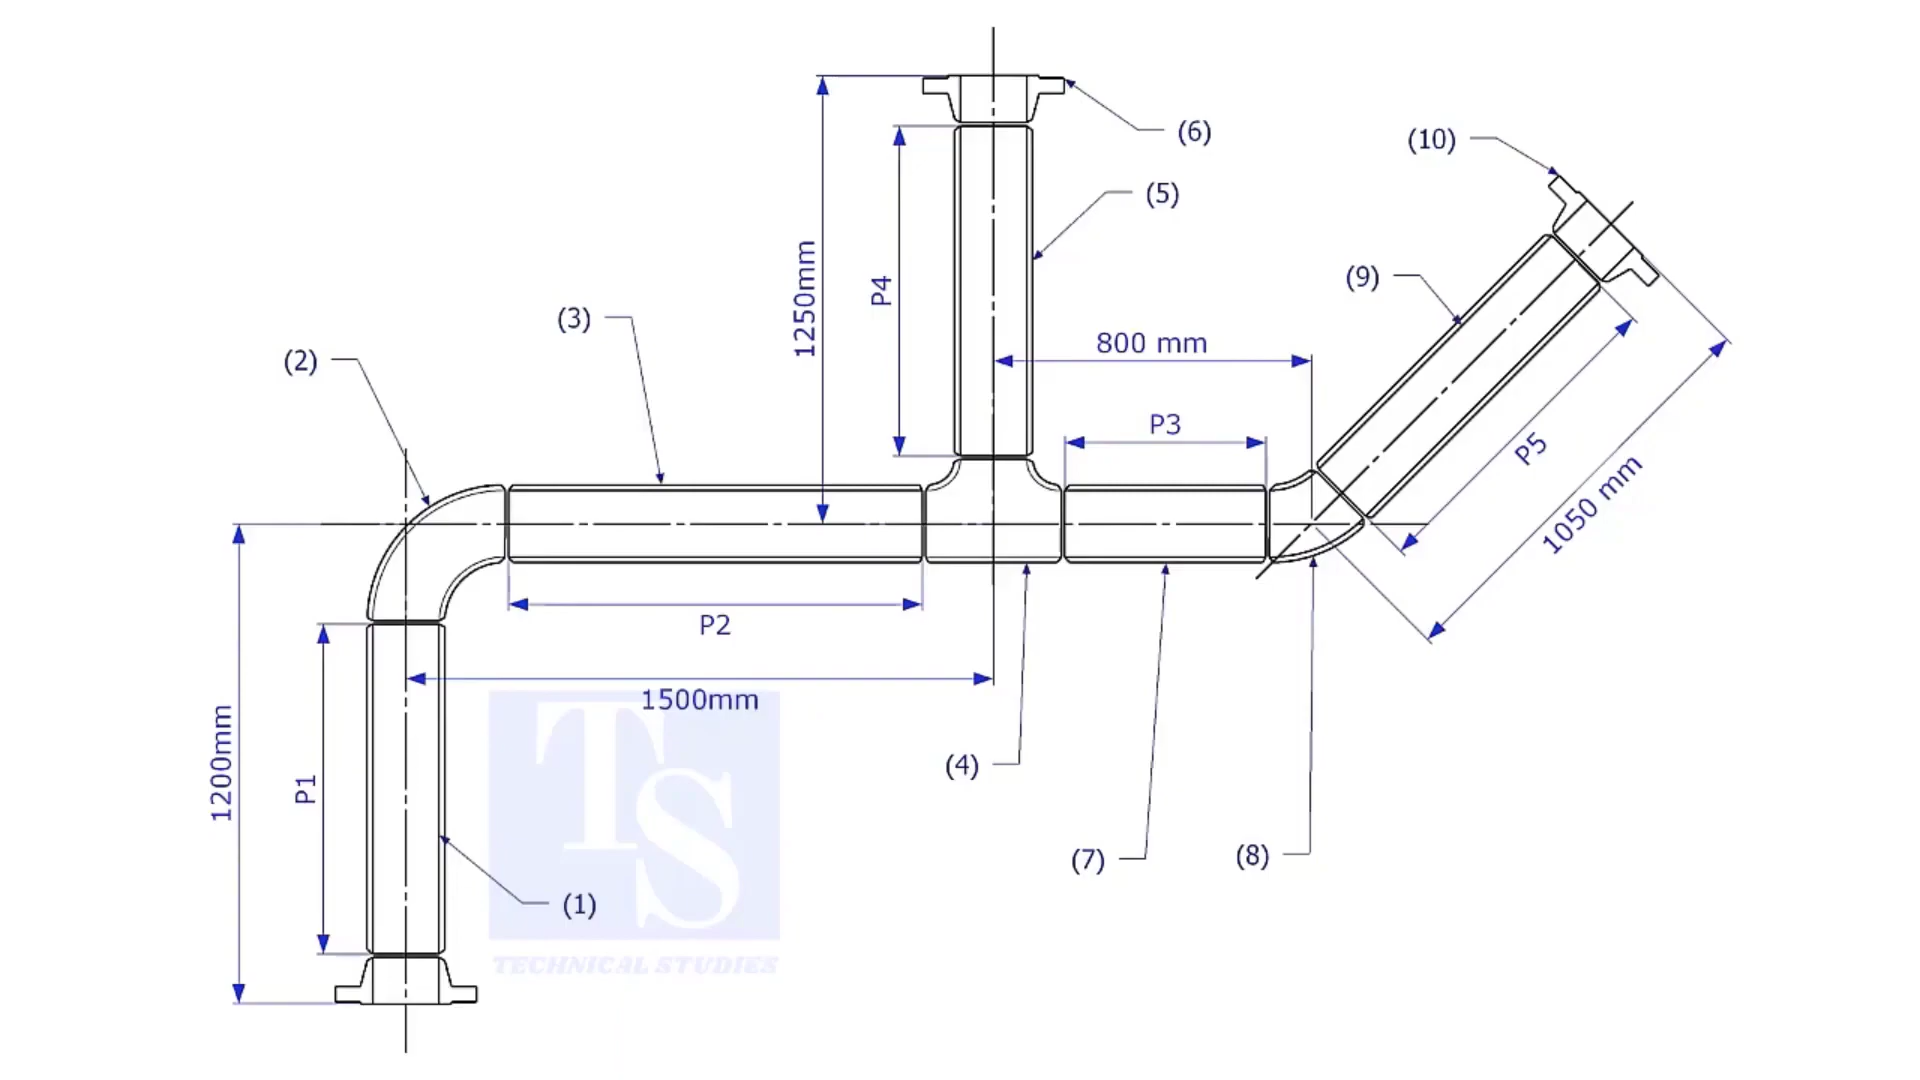 (6)
(10)
(5)
1250mm
P4
(9)
(3)
800 mm
(2)
P3
P5
1050 mm
P2
1500mm
TS
1200mm
P1
(4)
(7)
(8)
(1)
TECHNICAL STUDIES